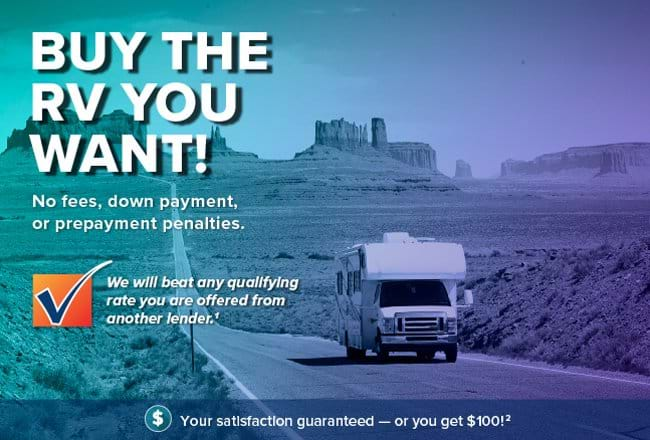 BUY THE
RV YOU
WANT!
No fees, down payment,
or prepayment penalties.
We will beat any qualifying
rate you are offered from
another lender.¹
$ Your satisfaction guaranteed — or you get $100!²